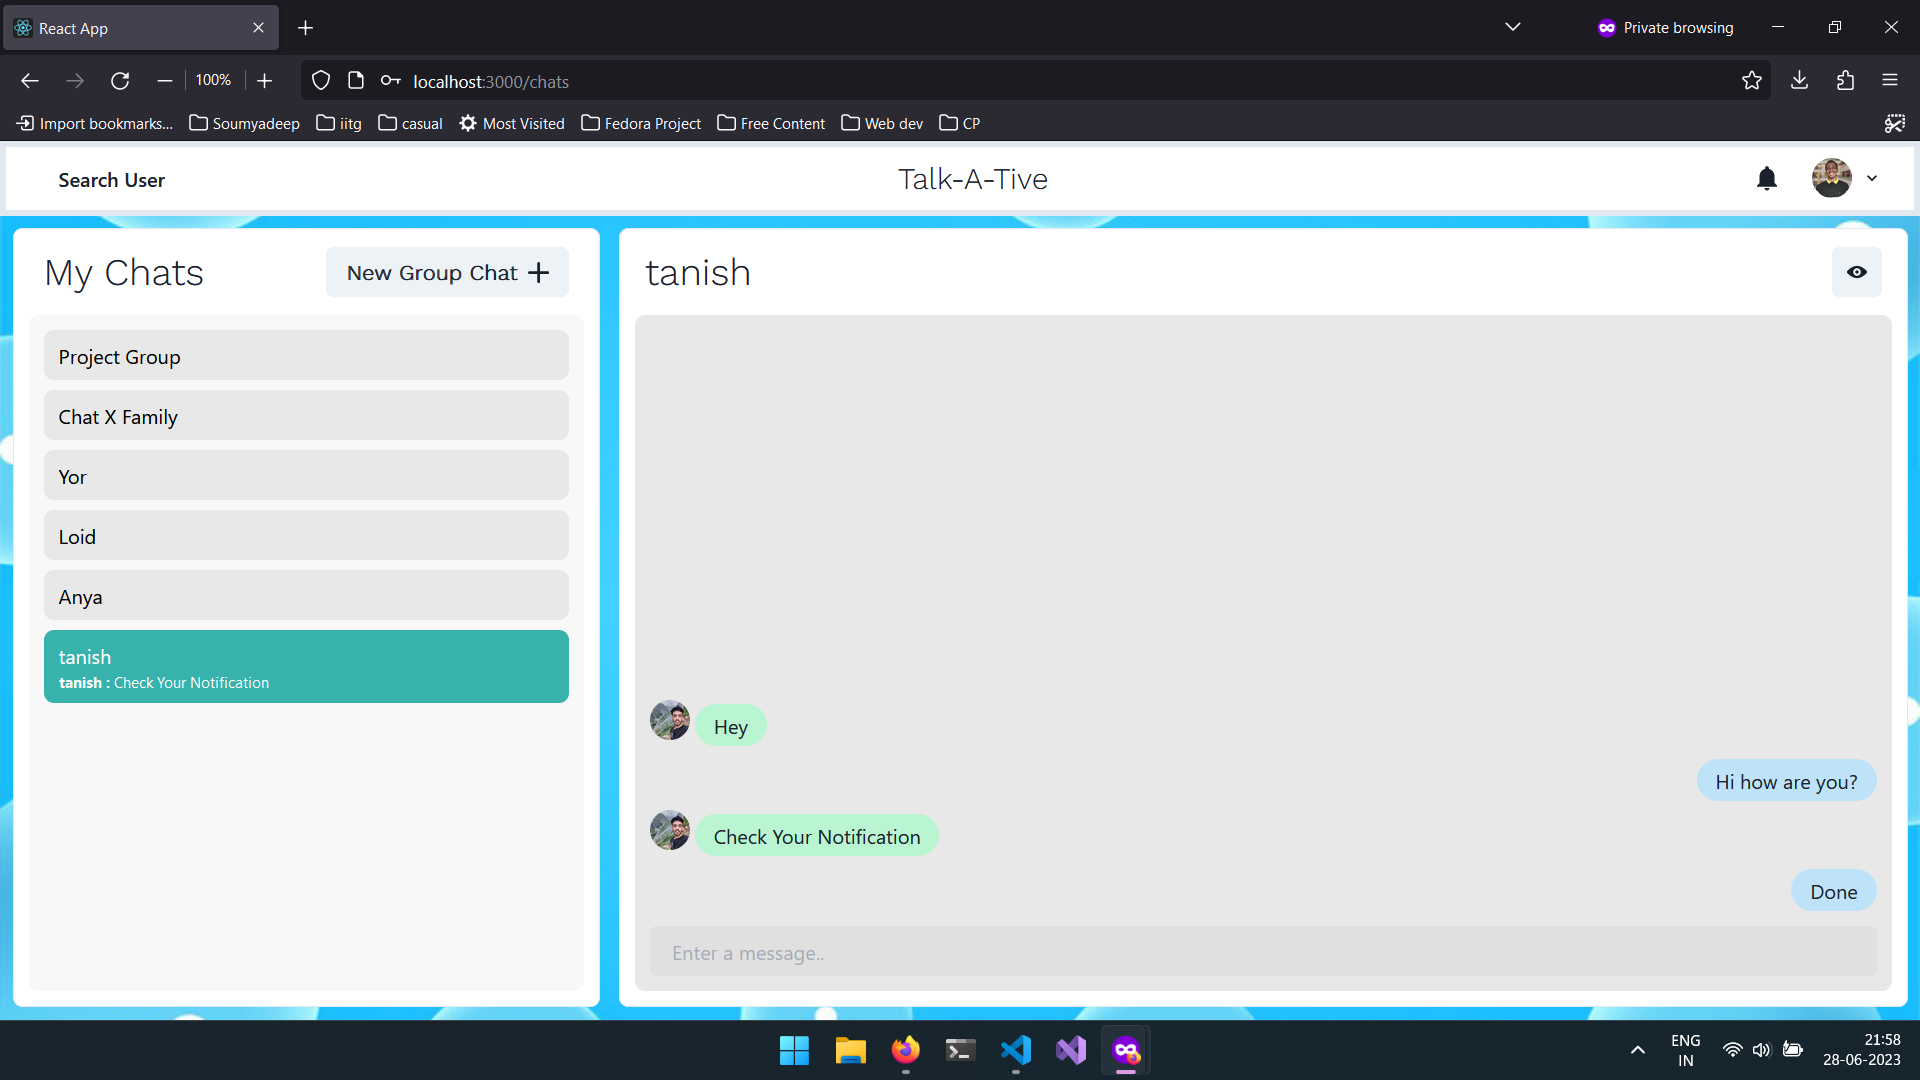 React App
Private browsing
100%
localhost:3000/chats
Import bookmarks... Soumyadeep iitg casual Most Visited Fedora Project Free Content Web dev CP
Search User
Talk-A-Tive
My Chats
New Group Chat
Project Group
Chat X Family
Yor
Loid
Anya
tanish
tanish : Check Your Notification
tanish
Hey
Hi how are you?
Check Your Notification
Done
Enter a message..
ENG
IN
21:58
28-06-2023